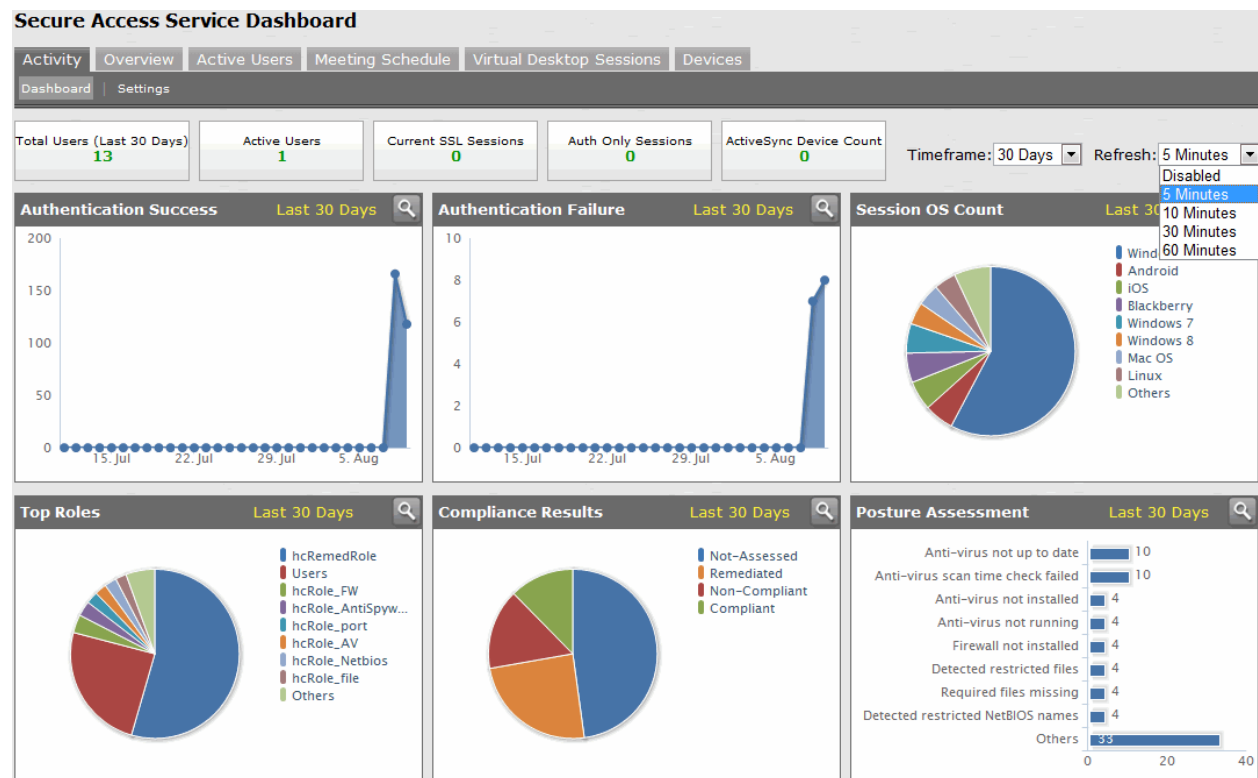 Secure Access Service Dashboard
Activity Overview Active Users Meeting Schedule Virtual Desktop Sessions Devices
Dashboard | Settings
Total Users (Last 30 Days)
13
Active Users
1
Current SSL Sessions
0
Auth Only Sessions
0
ActiveSync Device Count
0
Timeframe: 30 Days Refresh: 5 Minutes
Disabled
5 Minutes
10 Minutes
30 Minutes
60 Minutes
Authentication Success Last 30 Days
200
150
100
50
0
15. Jul 22. Jul 29. Jul 5. Aug
Authentication Failure Last 30 Days
10
8
6
4
2
0
15. Jul 22. Jul 29. Jul 5. Aug
Session OS Count Last 30
Android
iOS
Blackberry
Windows 7
Windows 8
Mac OS
Linux
Others
Top Roles Last 30 Days
hcRemedRole
Users
hcRole_FW
hcRole_AntiSpyw...
hcRole_port
hcRole_AV
hcRole_Netbios
hcRole_file
Others
Compliance Results Last 30 Days
Not-Assessed
Remediated
Non-Compliant
Compliant
Posture Assessment Last 30 Days
Anti-virus not up to date 10
Anti-virus scan time check failed 10
Anti-virus not installed 4
Anti-virus not running 4
Firewall not installed 4
Detected restricted files 4
Required files missing 4
Detected restricted NetBIOS names 4
Others 33
0 20 40